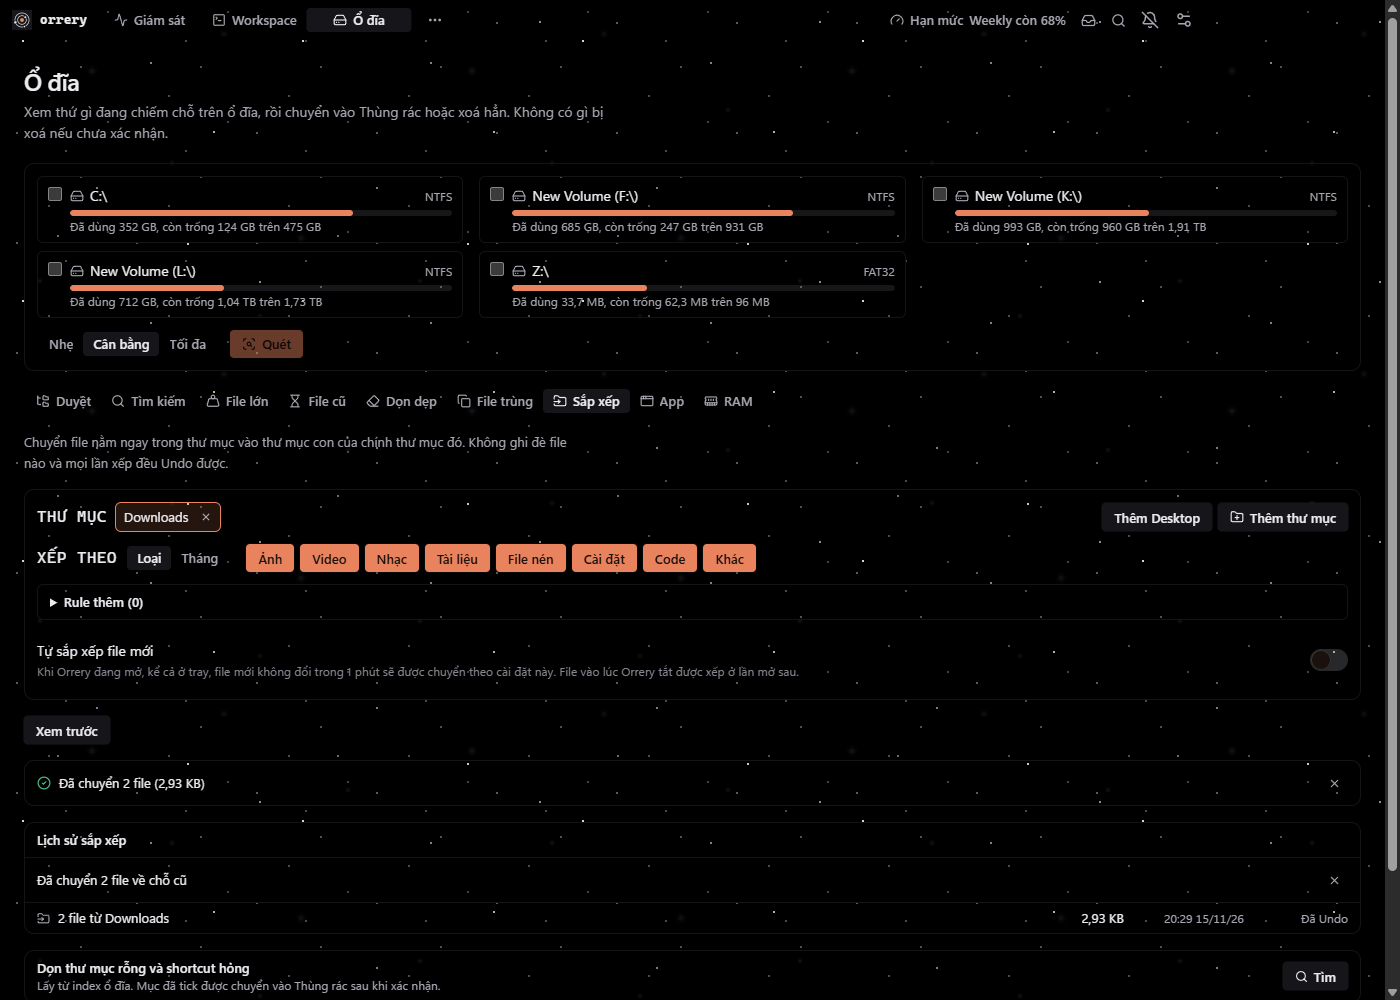 orrery Giám sát Workspace Ổ đĩa Hạn mức Weekly còn 68%
Ổ đĩa
Xem thứ gì đang chiếm chỗ trên ổ đĩa, rồi chuyển vào Thùng rác hoặc xoá hẳn. Không có gì bị
xoá nếu chưa xác nhận.
C:\ NTFS
Đã dùng 352 GB, còn trống 124 GB trên 475 GB
New Volume (F:\) NTFS
Đã dùng 685 GB, còn trống 247 GB trên 931 GB
New Volume (K:\) NTFS
Đã dùng 993 GB, còn trống 960 GB trên 1,91 TB
New Volume (L:\) NTFS
Đã dùng 712 GB, còn trống 1,04 TB trên 1,73 TB
Z:\ FAT32
Đã dùng 33,7 MB, còn trống 62,3 MB trên 96 MB
Nhẹ Cân bằng Tối đa Quét
Duyệt Tìm kiếm File lớn File cũ Dọn dẹp File trùng Sắp xếp App RAM
Chuyển file nằm ngay trong thư mục vào thư mục con của chính thư mục đó. Không ghi đè file
nào và mọi lần xếp đều Undo được.
THƯ MỤC Downloads Thêm Desktop Thêm thư mục
XẾP THEO Loại Tháng Ảnh Video Nhạc Tài liệu File nén Cài đặt Code Khác
Rule thêm (0)
Tự sắp xếp file mới
Khi Orrery đang mở, kể cả ở tray, file mới không đổi trong 1 phút sẽ được chuyển theo cài đặt này. File vào lúc Orrery tắt được xếp ở lần mở sau.
Xem trước
Đã chuyển 2 file (2,93 KB)
Lịch sử sắp xếp
Đã chuyển 2 file về chỗ cũ
2 file từ Downloads 2,93 KB 20:29 15/11/26 Đã Undo
Dọn thư mục rỗng và shortcut hỏng
Lấy từ index ổ đĩa. Mục đã tick được chuyển vào Thùng rác sau khi xác nhận.
Tìm